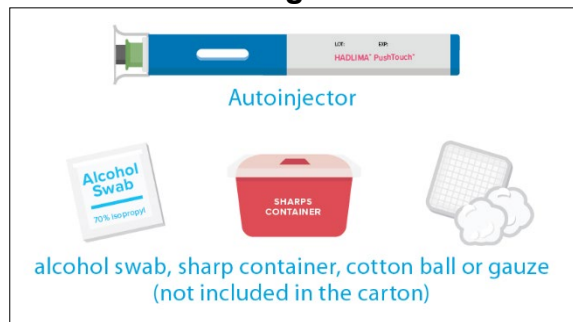 LOT: EXP:
HADLIMA® PushTouch®
Autoinjector
Alcohol
Swab
70% isopropyl
SHARPS
CONTAINER
alcohol swab, sharp container, cotton ball or gauze
(not included in the carton)